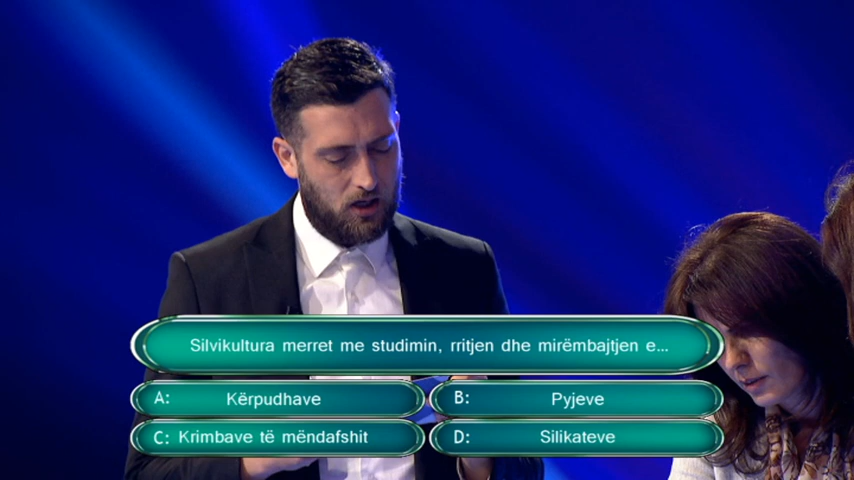 Silvikultura merret me studimin, rritjen dhe mirëmbajtjen e...
A: Kërpudhave
B: Pyjeve
C: Krimbave të mëndafshit
D: Silikateve